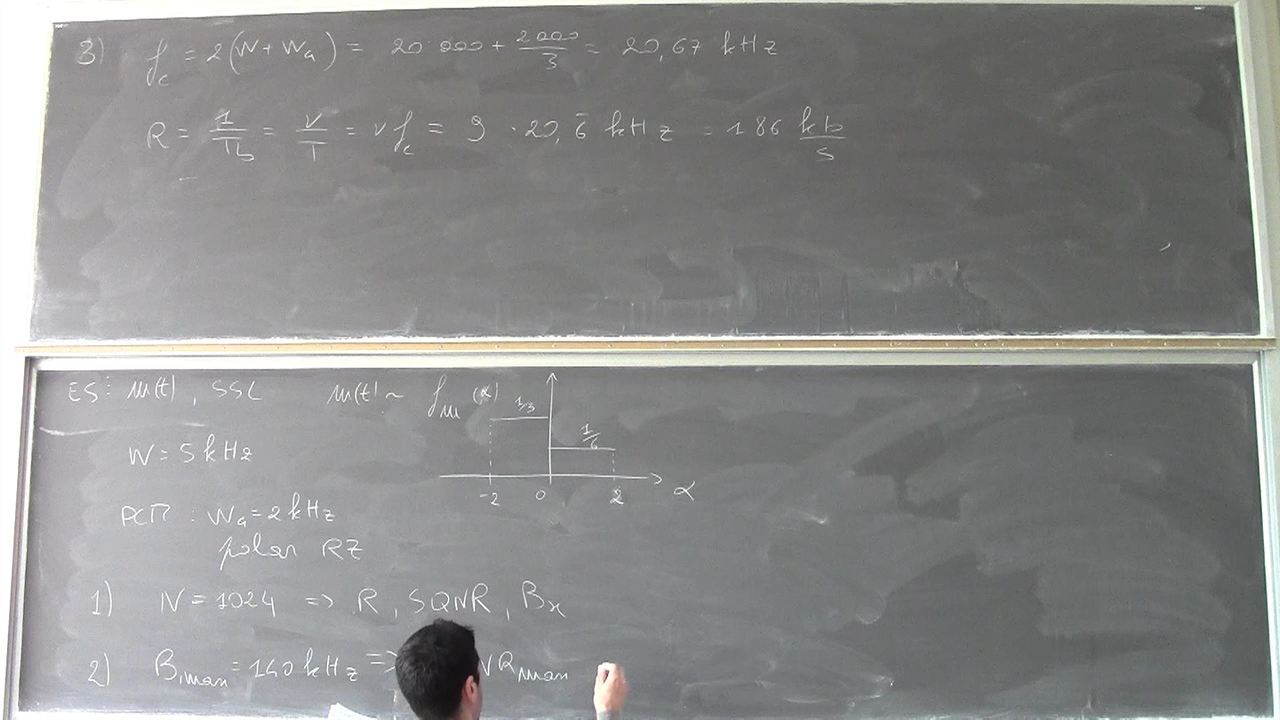 3) f_c = 2(W + W_a) = 20 000 + 2000/3 = 20,67 kHz
R = 1/T_b = ν/T = ν f_c = 9 · 20,6̄ kHz = 186 kb/s
ES: m(t), SSL m(t) ~ f_m(α) 1/3 1/6
-2 0 2 α
W = 5 kHz
PCM : W_a = 2 kHz
polar RZ
1) N = 1024 => R, SQNR, B_x
2) B_max = 140 kHz => NR_max